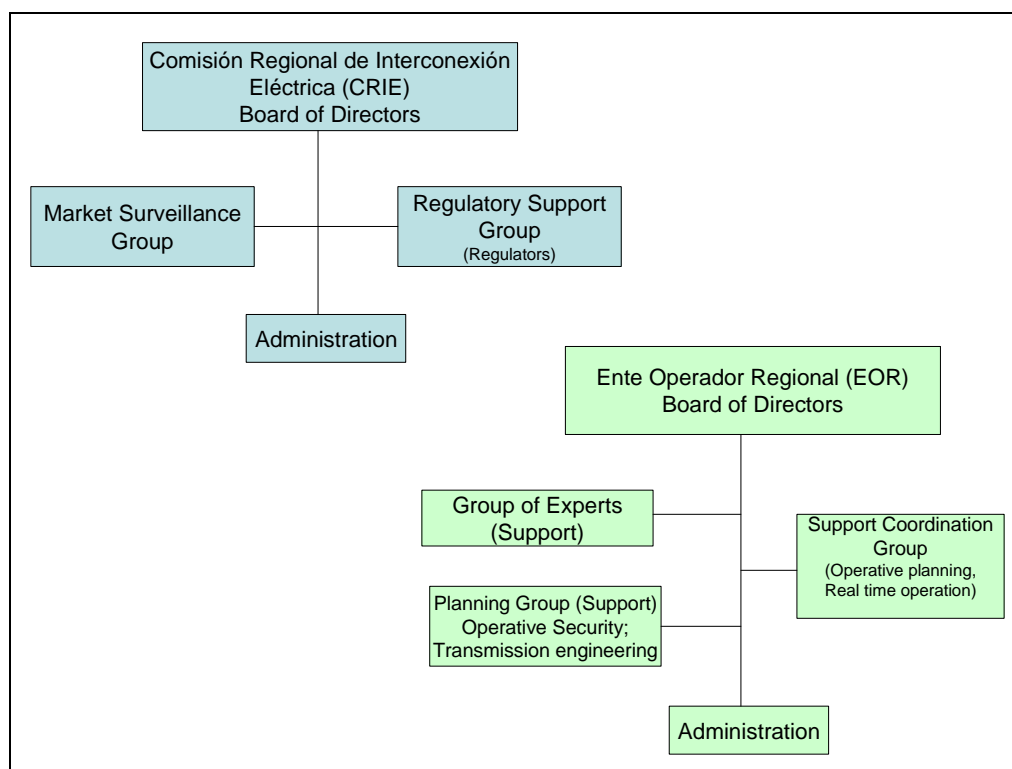 Comisión Regional de Interconexión
Eléctrica (CRIE)
Board of Directors
Market Surveillance
Group
Regulatory Support
Group
(Regulators)
Administration
Ente Operador Regional (EOR)
Board of Directors
Group of Experts
(Support)
Support Coordination
Group
(Operative planning,
Real time operation)
Planning Group (Support)
Operative Security;
Transmission engineering
Administration